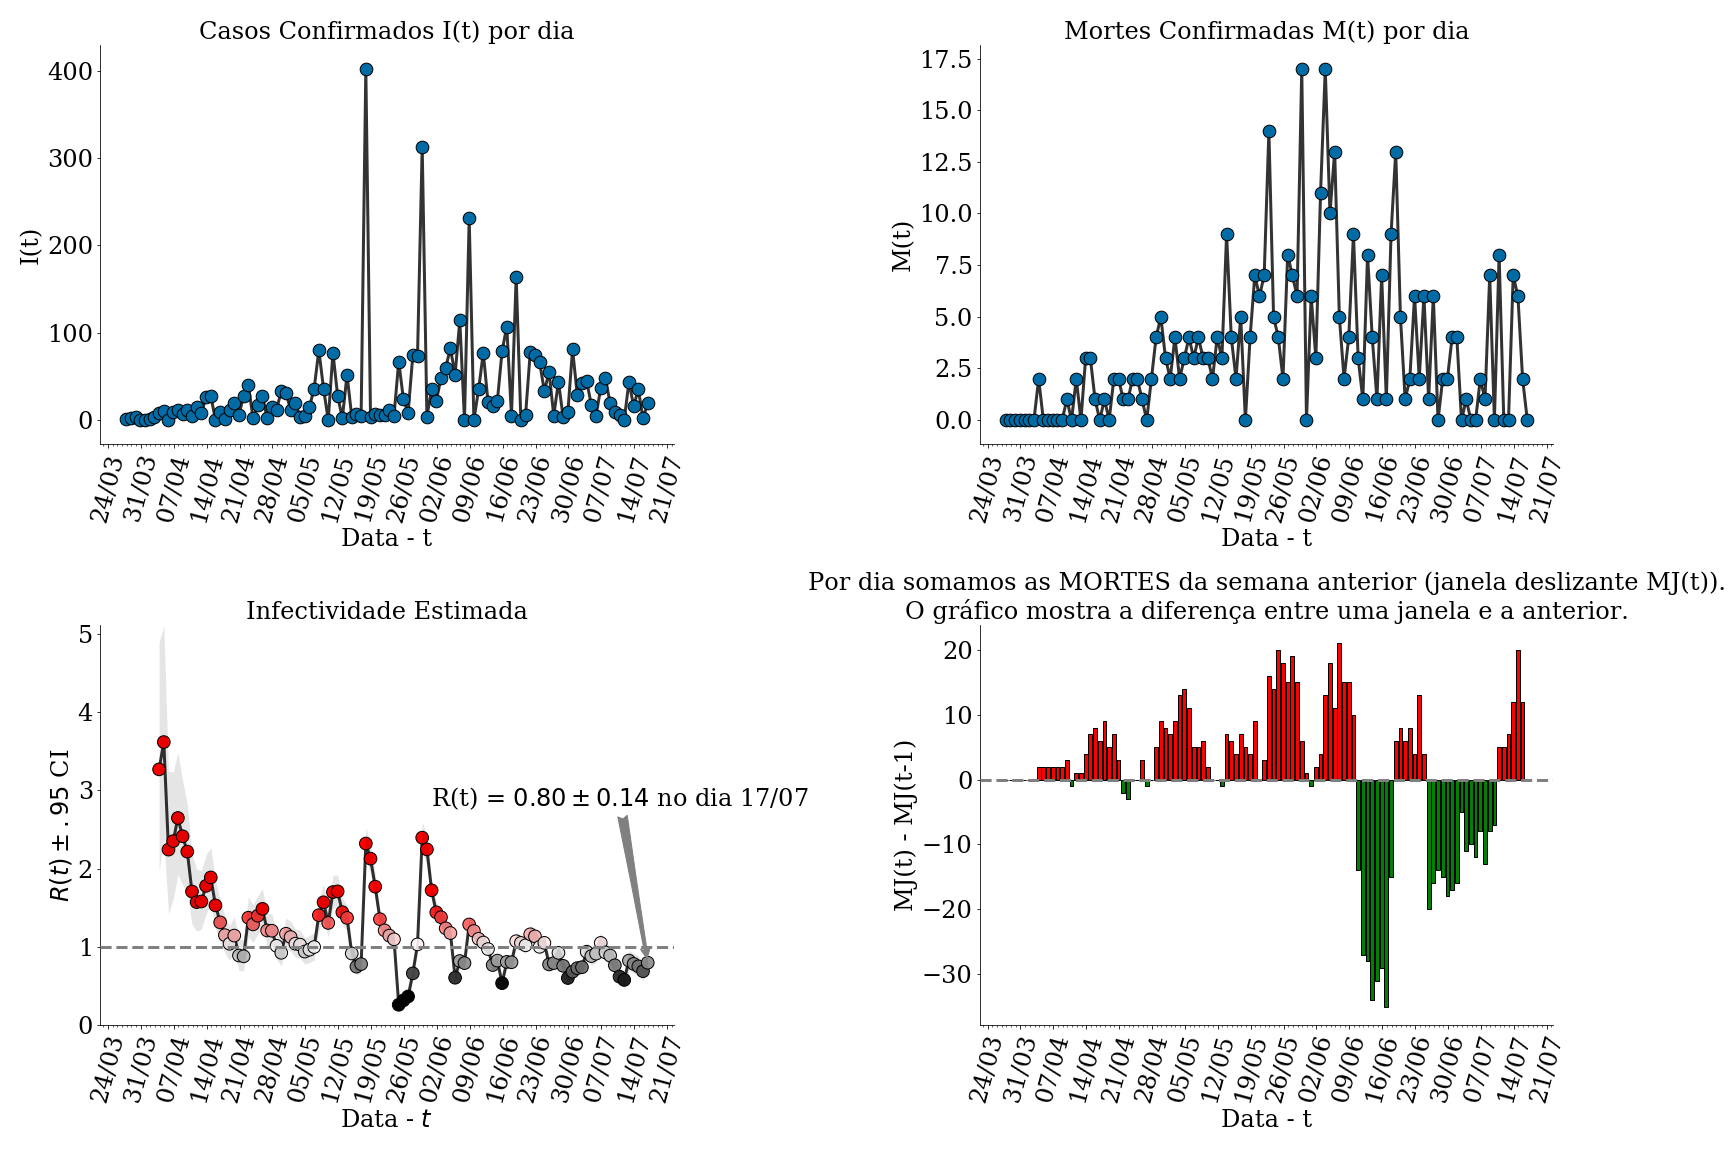 Casos Confirmados I(t) por dia
400
300
200
100
0
I(t)
24/03 31/03 07/04 14/04 21/04 28/04 05/05 12/05 19/05 26/05 02/06 09/06 16/06 23/06 30/06 07/07 14/07 21/07
Data - t
Mortes Confirmadas M(t) por dia
17.5
15.0
12.5
10.0
7.5
5.0
2.5
0.0
M(t)
24/03 31/03 07/04 14/04 21/04 28/04 05/05 12/05 19/05 26/05 02/06 09/06 16/06 23/06 30/06 07/07 14/07 21/07
Data - t
Infectividade Estimada
5
4
3
2
1
0
R(t) ± .95 CI
R(t) = 0.80 ± 0.14 no dia 17/07
24/03 31/03 07/04 14/04 21/04 28/04 05/05 12/05 19/05 26/05 02/06 09/06 16/06 23/06 30/06 07/07 14/07 21/07
Data - t
Por dia somamos as MORTES da semana anterior (janela deslizante MJ(t)).
O gráfico mostra a diferença entre uma janela e a anterior.
20
10
0
−10
−20
−30
MJ(t) - MJ(t-1)
24/03 31/03 07/04 14/04 21/04 28/04 05/05 12/05 19/05 26/05 02/06 09/06 16/06 23/06 30/06 07/07 14/07 21/07
Data - t